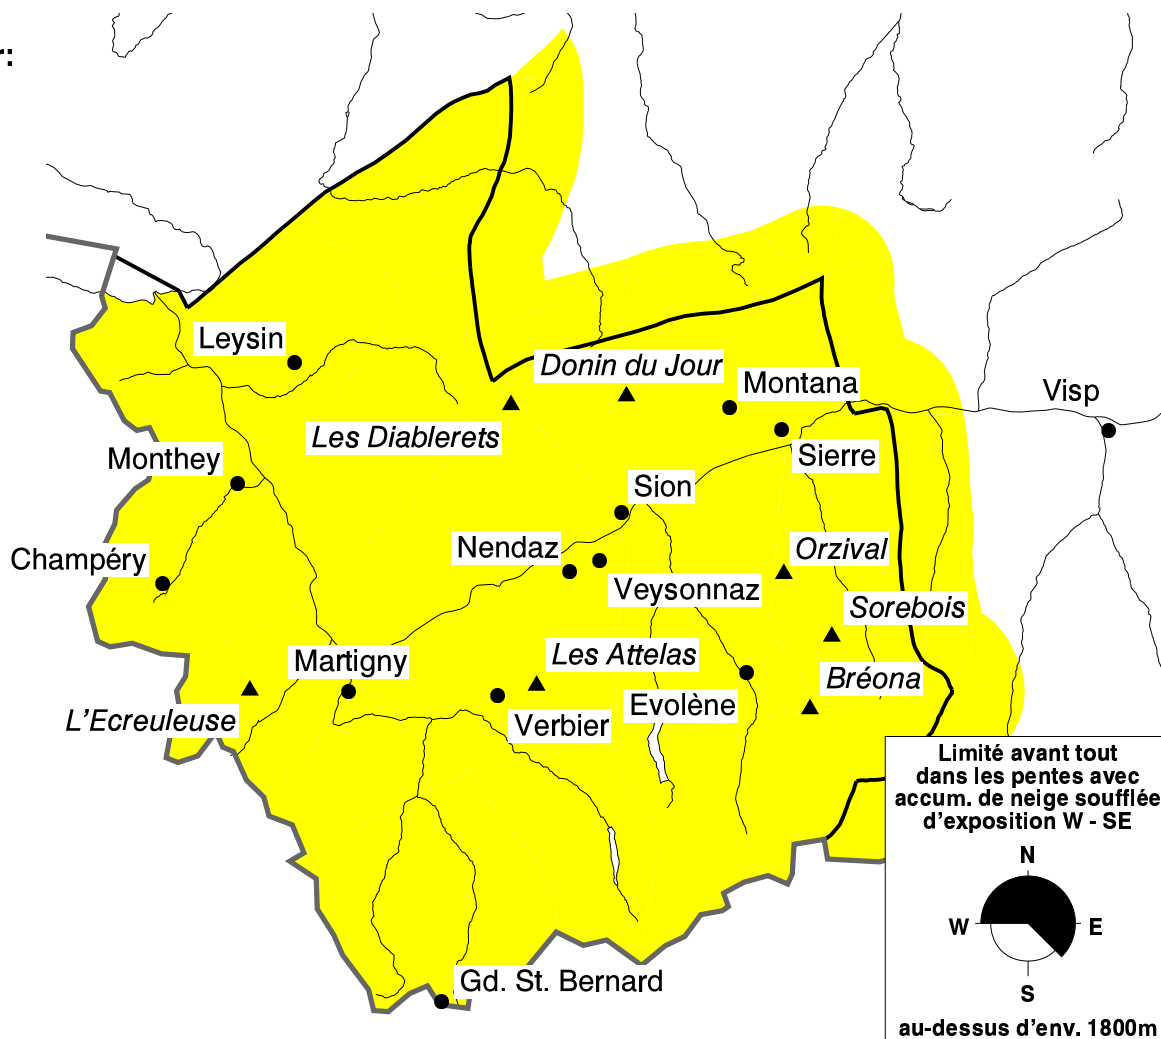 r:
Leysin
Donin du Jour
Montana
Visp
Les Diablerets
Sierre
Monthey
Sion
Nendaz
Orzival
Champéry
Veysonnaz
Sorebois
Martigny
Les Attelas
Bréona
L'Ecreuleuse
Verbier
Evolène
Limité avant tout
dans les pentes avec
accum. de neige soufflée
d'exposition W - SE
N
W E
S
au-dessus d'env. 1800m
Gd. St. Bernard